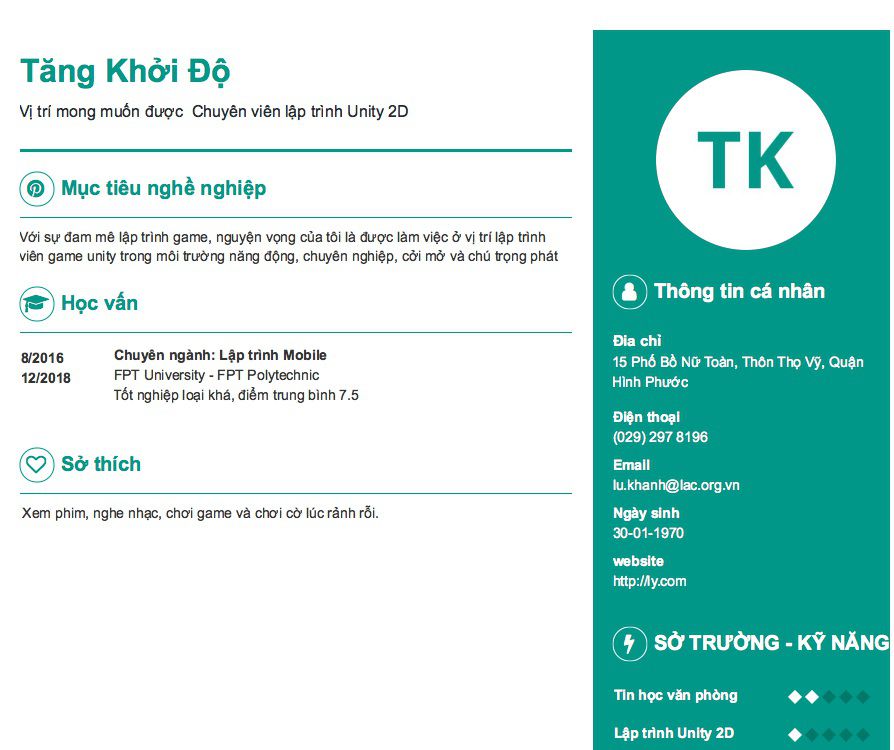 Tăng Khởi Độ
Vị trí mong muốn được Chuyên viên lập trình Unity 2D
Mục tiêu nghề nghiệp
Với sự đam mê lập trình game, nguyện vọng của tôi là được làm việc ở vị trí lập trình
viên game unity trong môi trường năng động, chuyên nghiệp, cởi mở và chú trọng phát
Học vấn
8/2016
12/2018
Chuyên ngành: Lập trình Mobile
FPT University - FPT Polytechnic
Tốt nghiệp loại khá, điểm trung bình 7.5
Sở thích
Xem phim, nghe nhạc, chơi game và chơi cờ lúc rảnh rỗi.
TK
Thông tin cá nhân
Đia chỉ
15 Phố Bồ Nữ Toàn, Thôn Thọ Vỹ, Quận
Hình Phước
Điện thoại
(029) 297 8196
Email
lu.khanh@lac.org.vn
Ngày sinh
30-01-1970
website
http://ly.com
SỞ TRƯỜNG - KỸ NĂNG
Tin học văn phòng
Lập trình Unity 2D